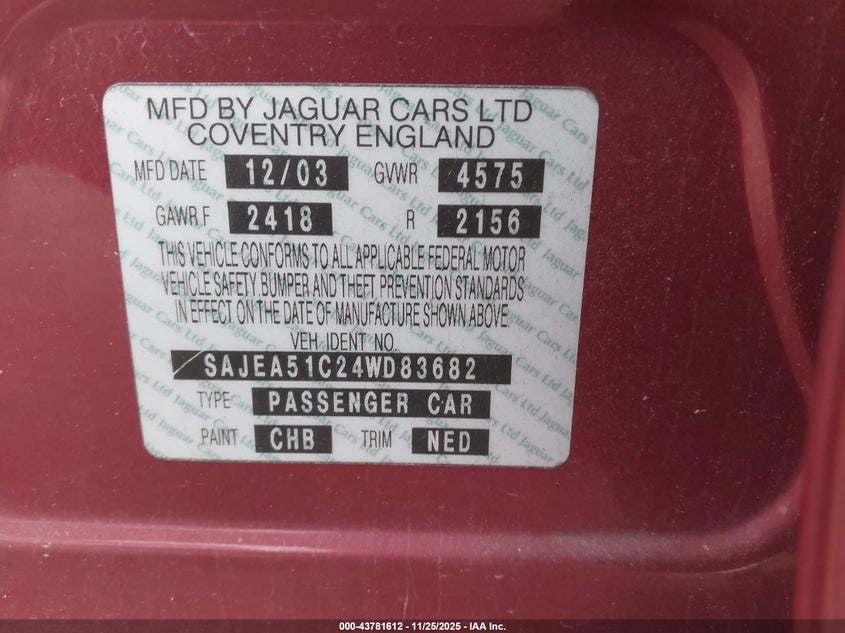 MFD BY JAGUAR CARS LTD
COVENTRY ENGLAND
MFD DATE 12/03 GVWR 4575
GAWR F 2418 R 2156
THIS VEHICLE CONFORMS TO ALL APPLICABLE FEDERAL MOTOR
VEHICLE SAFETY BUMPER AND THEFT PREVENTION STANDARDS
IN EFFECT ON THE DATE OF MANUFACTURE SHOWN ABOVE.
VEH IDENT NO.
SAJEA51C24WD83682
TYPE PASSENGER CAR
PAINT CHB TRIM NED
000-43781612 - 11/25/2025 - IAA Inc.